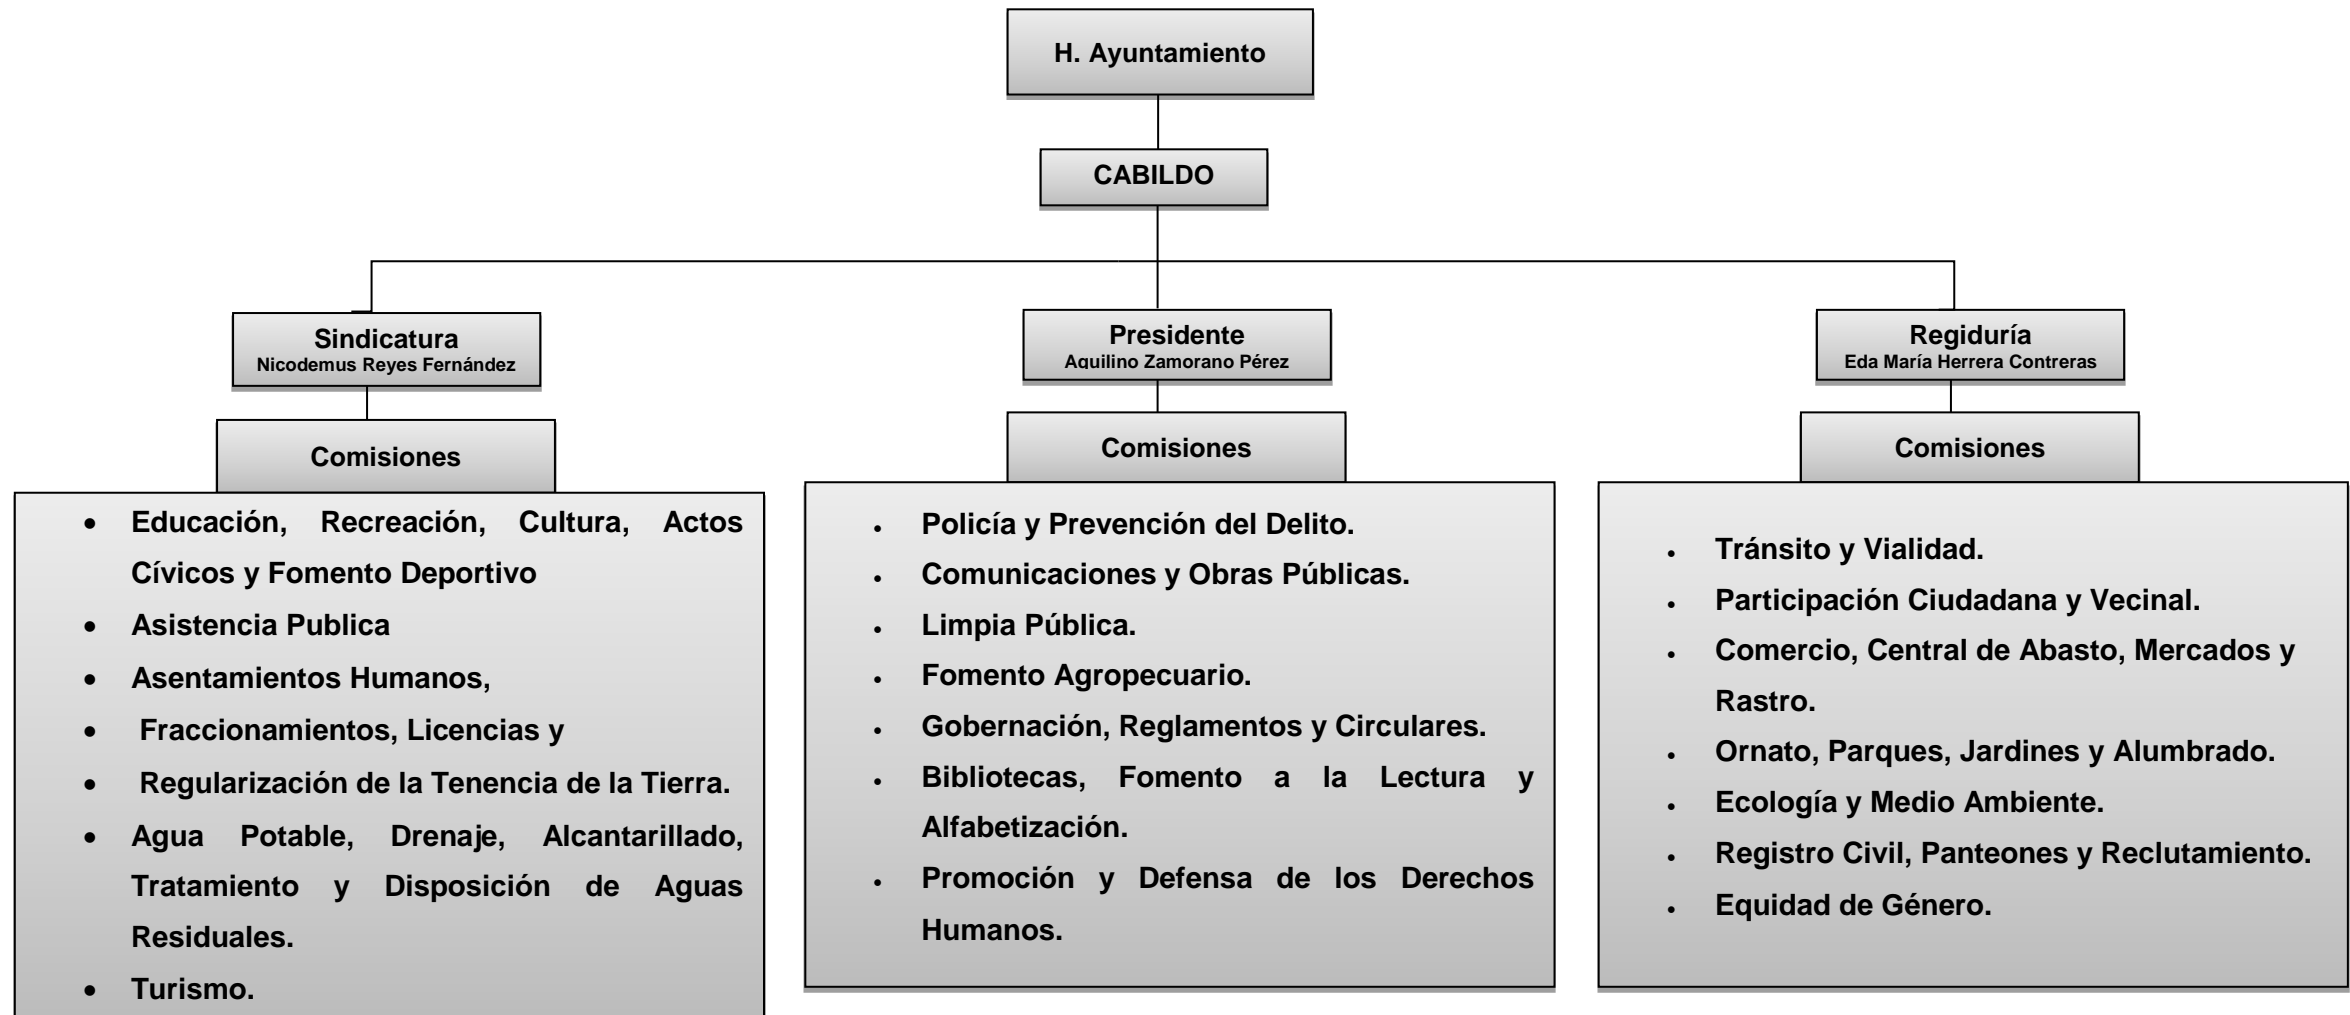 H. Ayuntamiento
CABILDO
Sindicatura
Nicodemus Reyes Fernández
Comisiones
• Educación, Recreación, Cultura, Actos
Cívicos y Fomento Deportivo
• Asistencia Publica
• Asentamientos Humanos,
• Fraccionamientos, Licencias y
• Regularización de la Tenencia de la Tierra.
• Agua Potable, Drenaje, Alcantarillado,
Tratamiento y Disposición de Aguas
Residuales.
• Turismo.
Presidente
Aquilino Zamorano Pérez
Comisiones
• Policía y Prevención del Delito.
• Comunicaciones y Obras Públicas.
• Limpia Pública.
• Fomento Agropecuario.
• Gobernación, Reglamentos y Circulares.
• Bibliotecas, Fomento a la Lectura y
Alfabetización.
• Promoción y Defensa de los Derechos
Humanos.
Regiduría
Eda María Herrera Contreras
Comisiones
• Tránsito y Vialidad.
• Participación Ciudadana y Vecinal.
• Comercio, Central de Abasto, Mercados y
Rastro.
• Ornato, Parques, Jardines y Alumbrado.
• Ecología y Medio Ambiente.
• Registro Civil, Panteones y Reclutamiento.
• Equidad de Género.